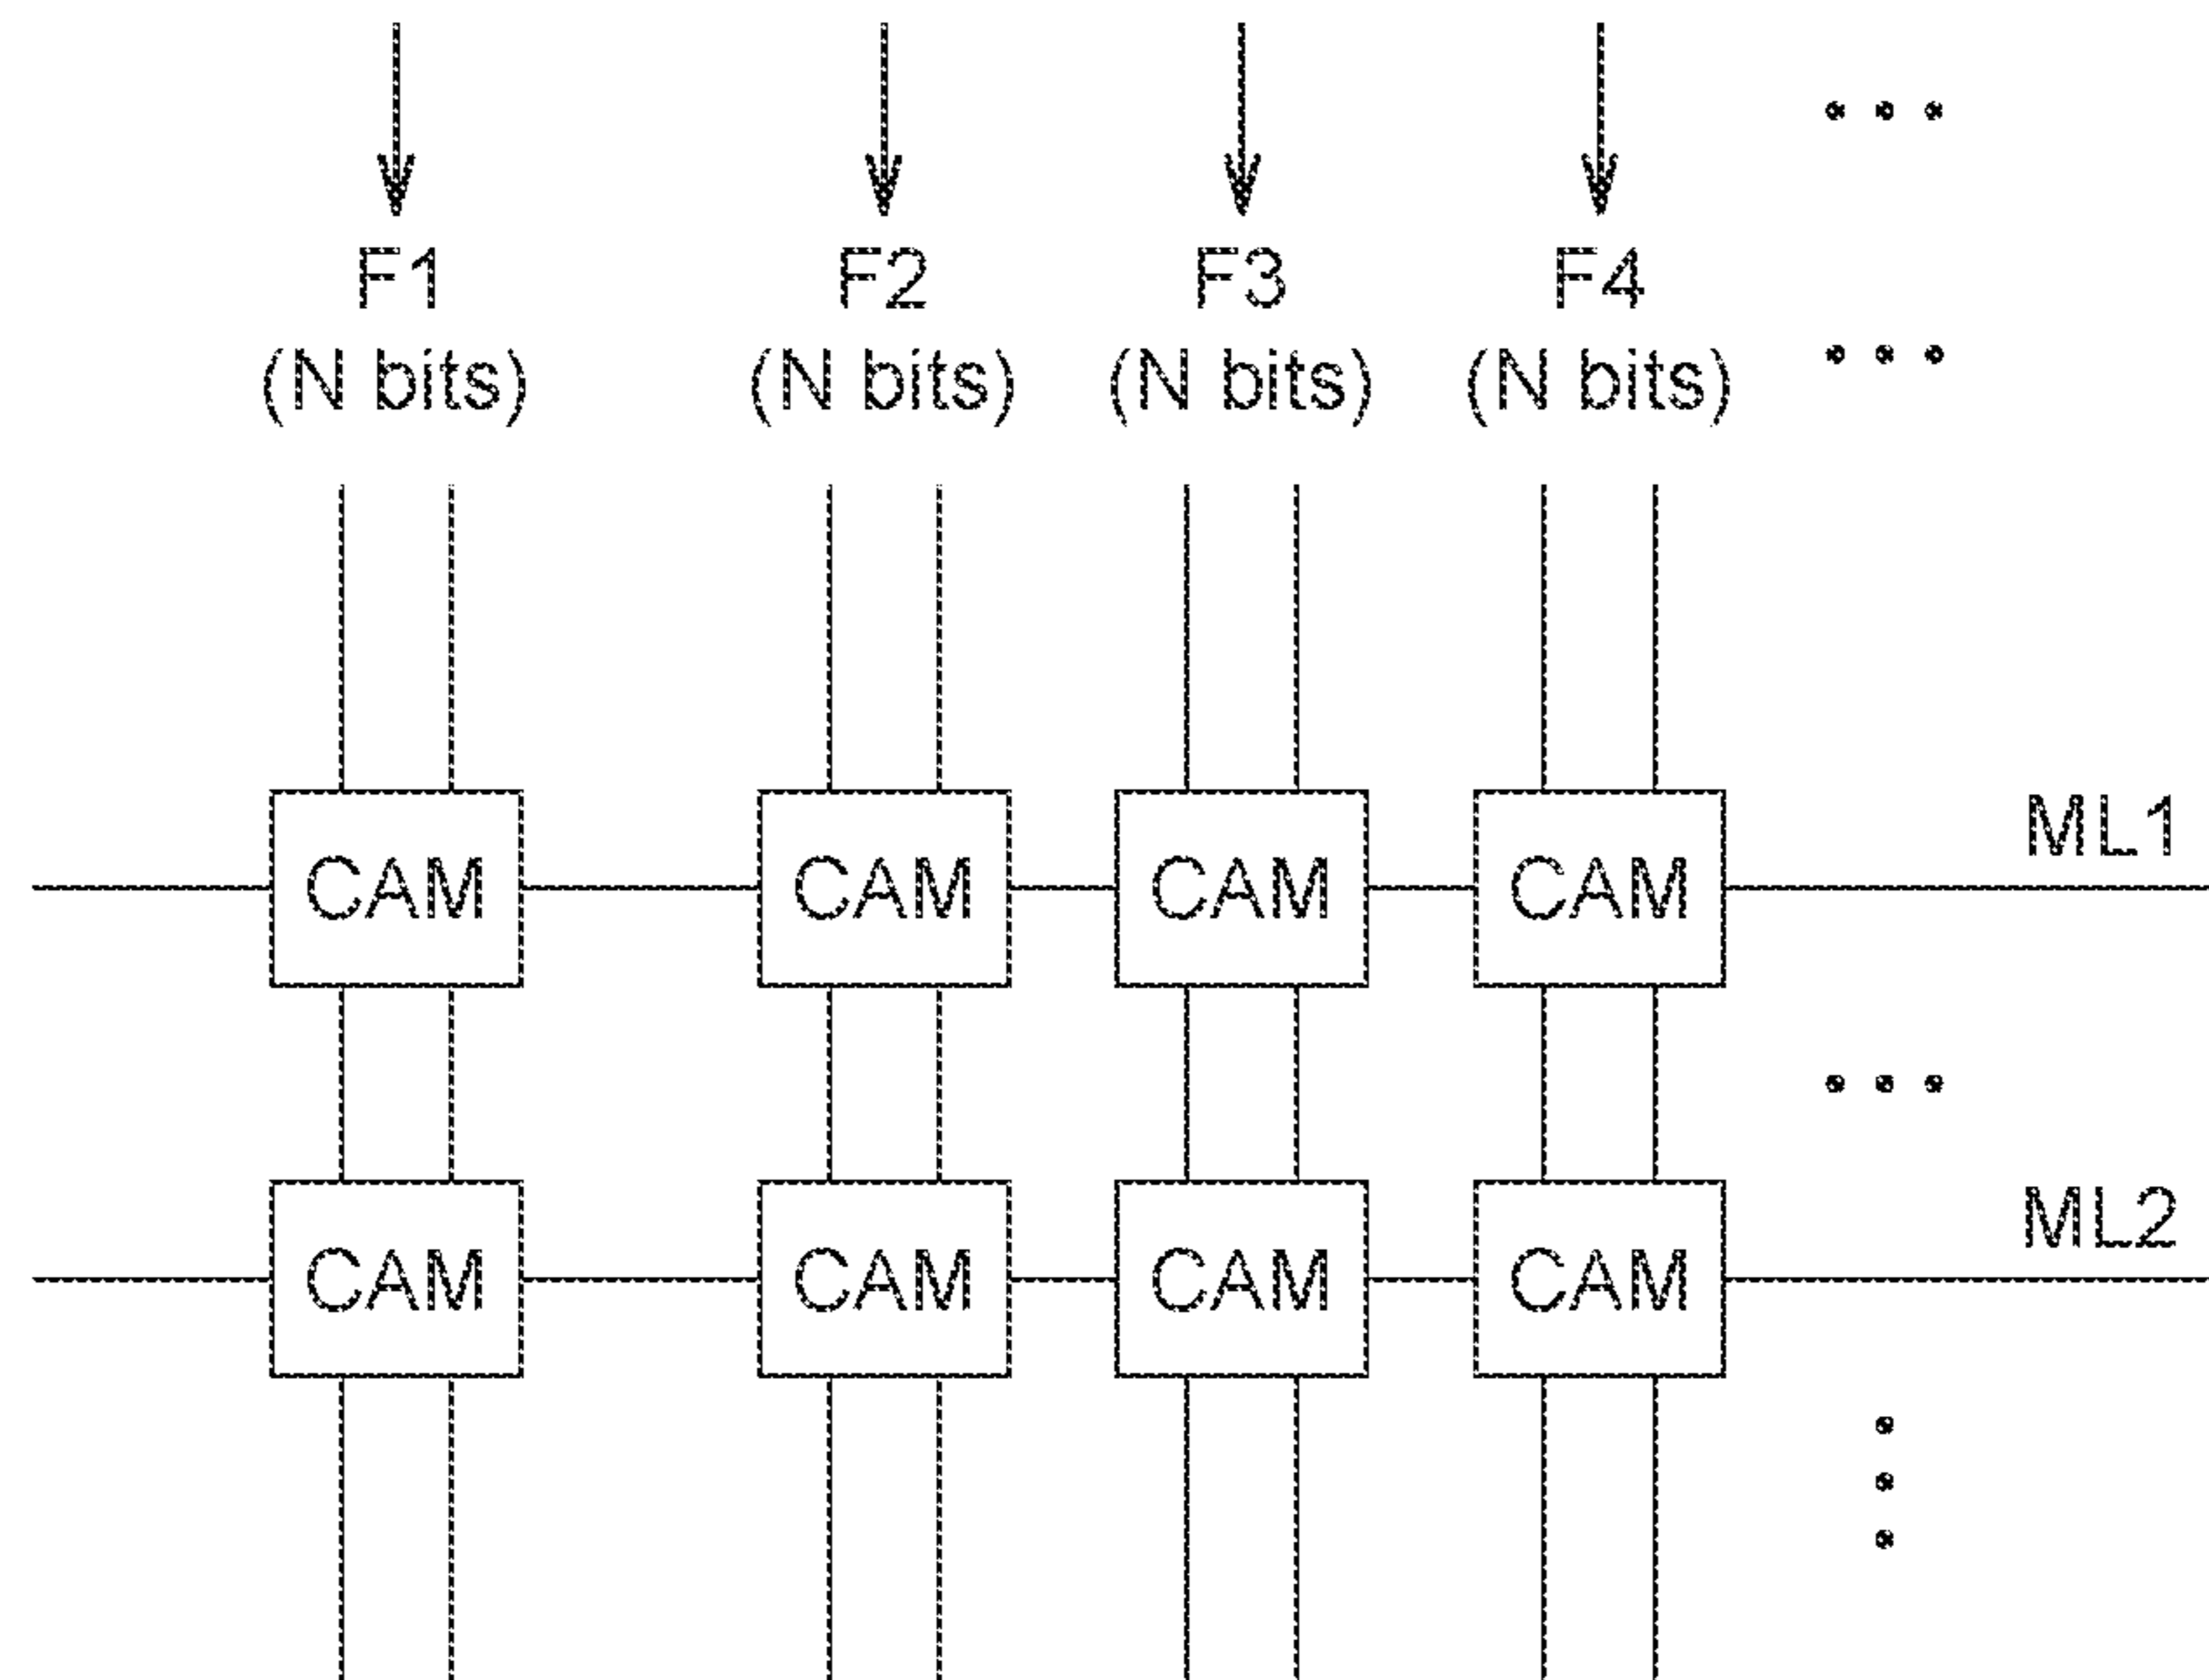 F1 F2 F3 F4 • • •
(N bits) (N bits) (N bits) (N bits) • • •
ML1
CAM CAM CAM CAM
• • •
ML2
CAM CAM CAM CAM